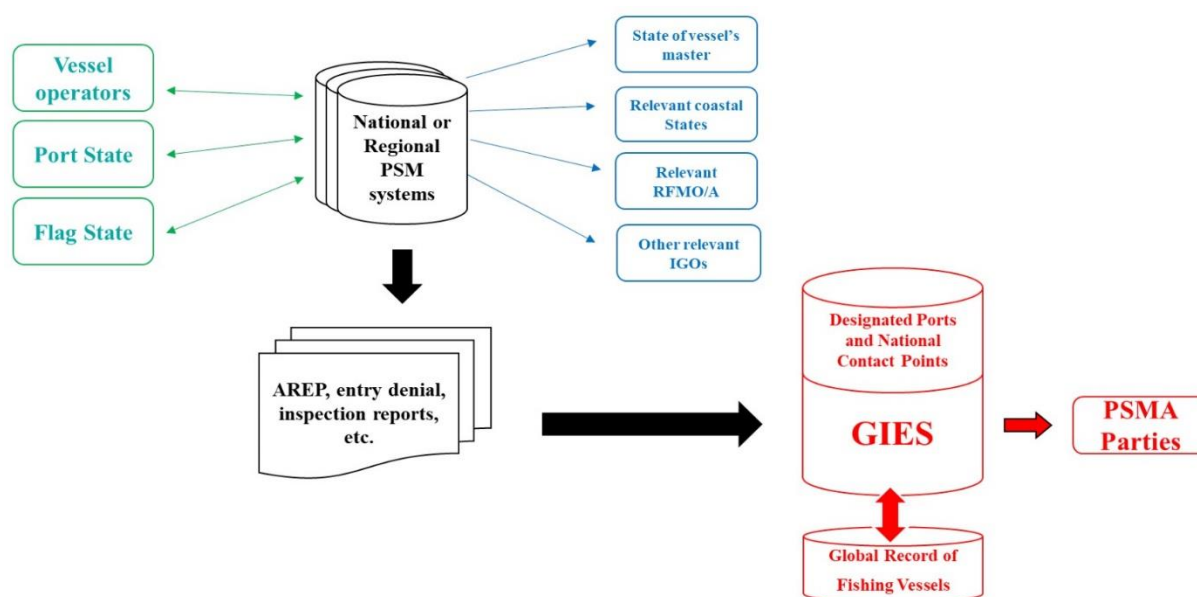 Vessel
operators
Port State
Flag State
National or
Regional
PSM
systems
State of vessel's
master
Relevant coastal
States
Relevant
RFMO/A
Other relevant
IGOs
AREP, entry denial,
inspection reports,
etc.
Designated Ports
and National
Contact Points
GIES
PSMA
Parties
Global Record of
Fishing Vessels